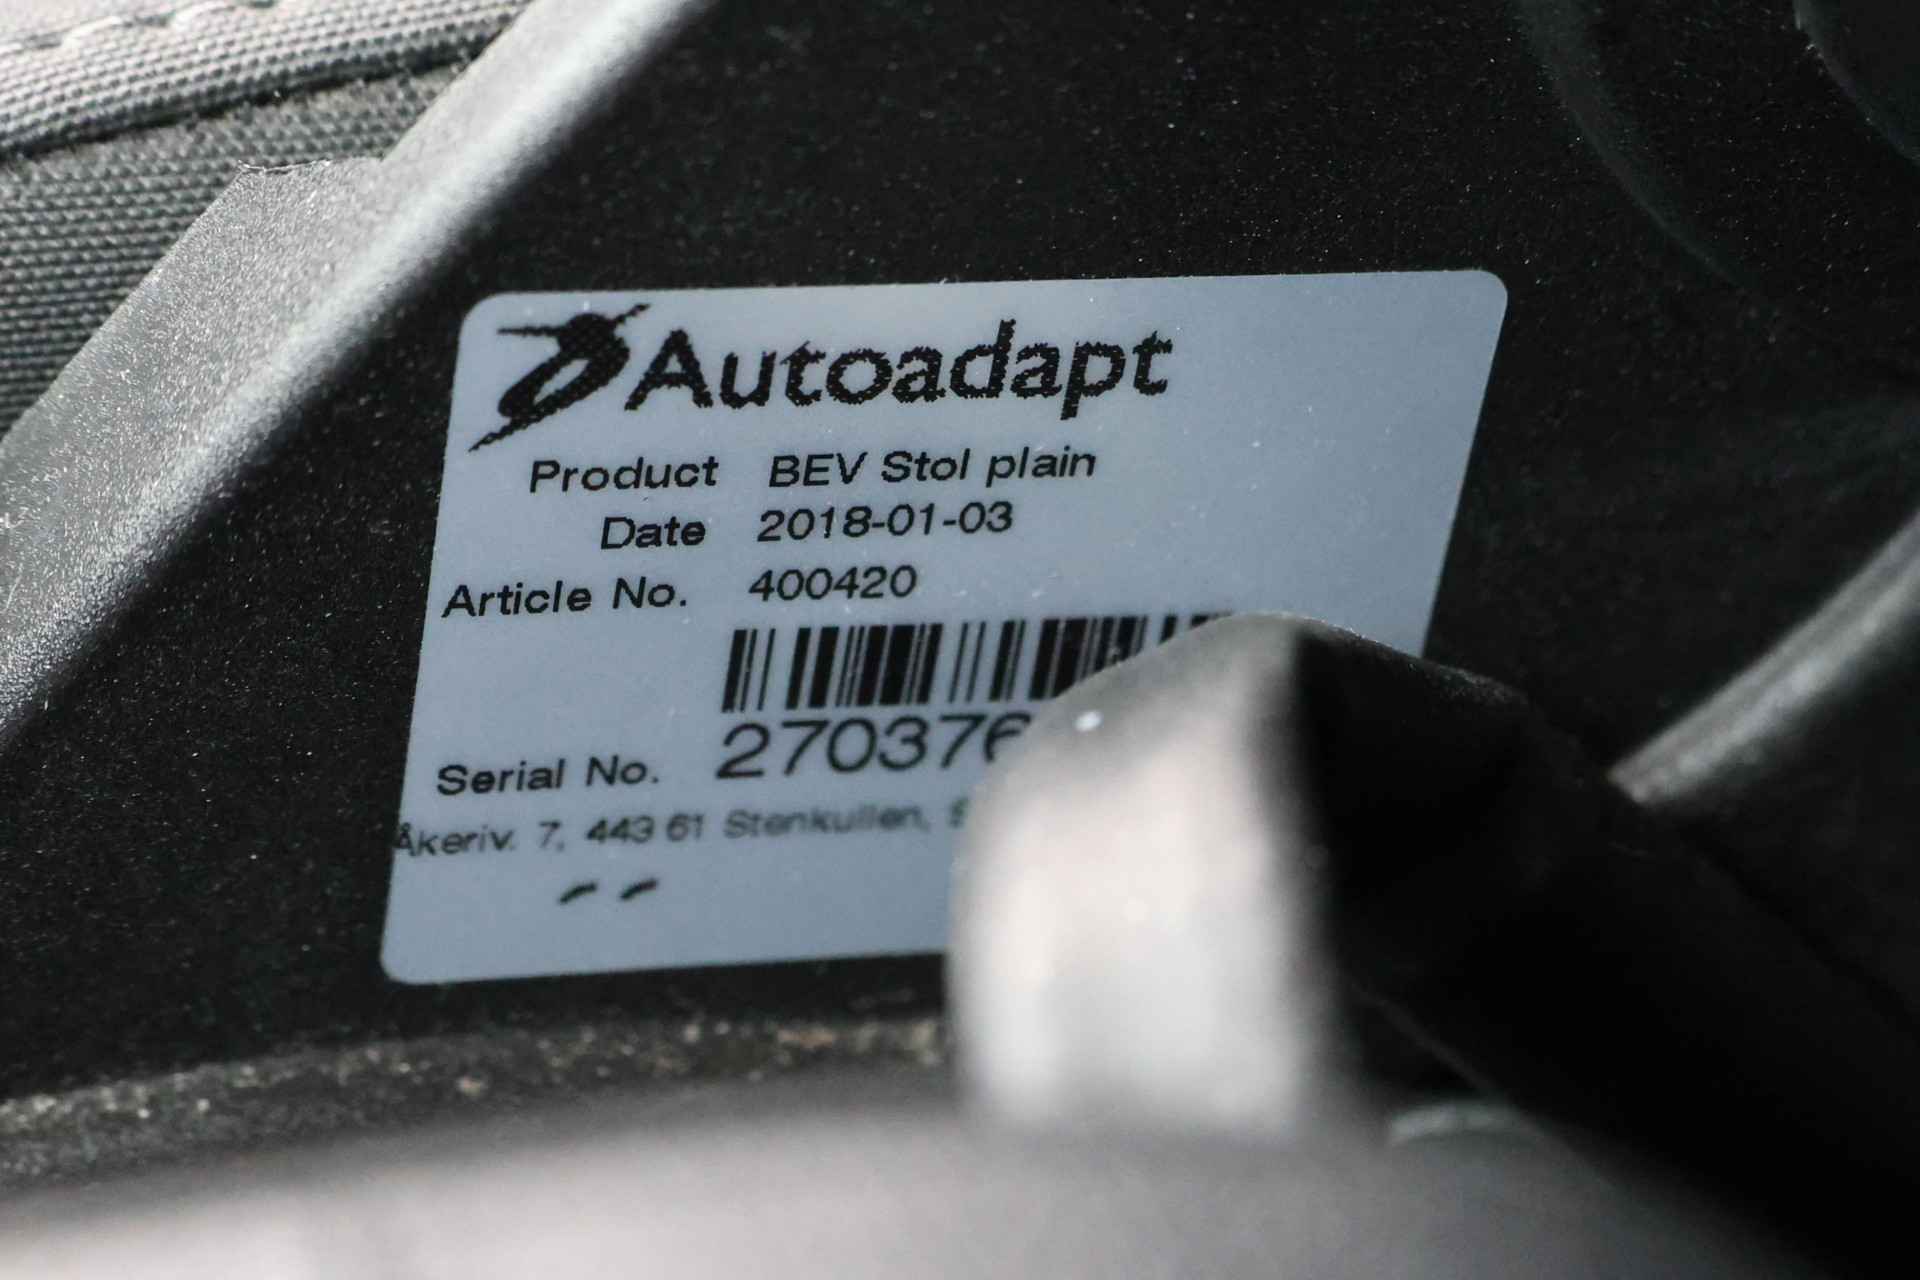 Autoadapt
Product BEV Stol plain
Date 2018-01-03
Article No. 400420
Serial No. 270376
Åkeriv. 7, 443 61 Stenkullen,